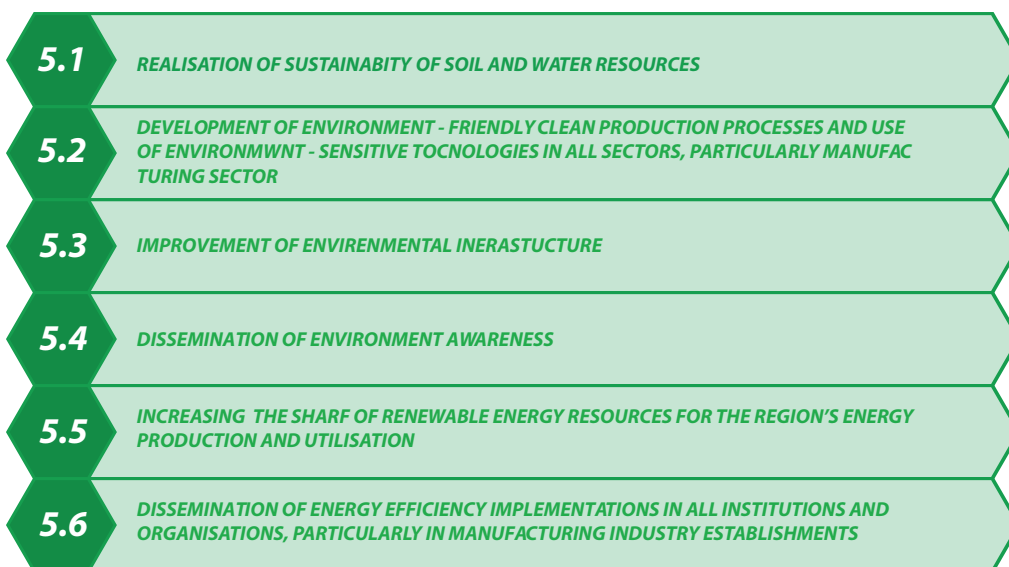 5.1
REALISATION OF SUSTAINABITY OF SOIL AND WATER RESOURCES
5.2
DEVELOPMENT OF ENVIRONMENT - FRIENDLY CLEAN PRODUCTION PROCESSES AND USE
OF ENVIRONMWNT - SENSITIVE TOCNOLOGIES IN ALL SECTORS, PARTICULARLY MANUFAC
TURING SECTOR
5.3
IMPROVEMENT OF ENVIRENMENTAL INERASTUCTURE
5.4
DISSEMINATION OF ENVIRONMENT AWARENESS
5.5
INCREASING THE SHARF OF RENEWABLE ENERGY RESOURCES FOR THE REGION'S ENERGY
PRODUCTION AND UTILISATION
5.6
DISSEMINATION OF ENERGY EFFICIENCY IMPLEMENTATIONS IN ALL INSTITUTIONS AND
ORGANISATIONS, PARTICULARLY IN MANUFACTURING INDUSTRY ESTABLISHMENTS